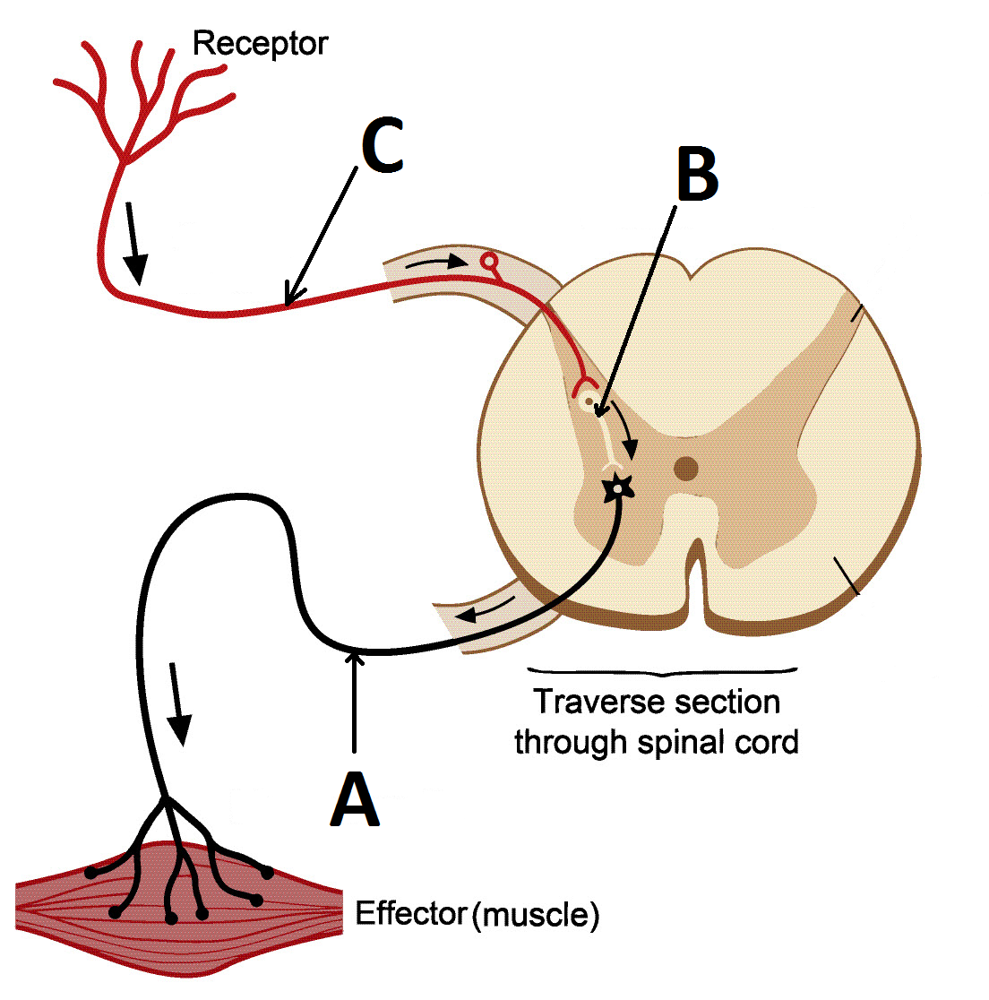 Receptor
C
B
Traverse section
through spinal cord
A
Effector (muscle)